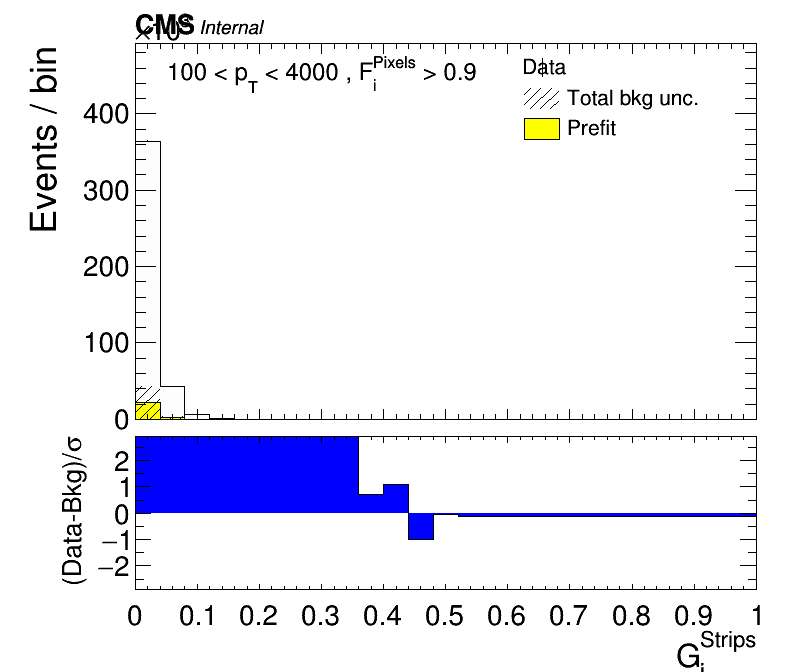 CMS Internal
×10³
100 < p_T < 4000 , F_i^Pixels > 0.9
Data
Total bkg unc.
Prefit
Events / bin
400
300
200
100
0
(Data-Bkg)/σ
2
1
0
−1
−2
0 0.1 0.2 0.3 0.4 0.5 0.6 0.7 0.8 0.9 1
G_i^Strips